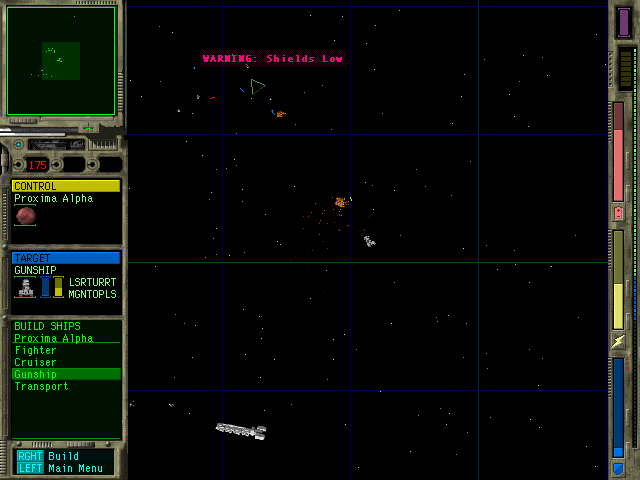 WARNING: Shields Low
175
CONTROL
Proxima Alpha
TARGET
GUNSHIP
LSRTURRT
MGNTOPLS
BUILD SHIPS
Proxima Alpha
Fighter
Cruiser
Gunship
Transport
RGHT Build
LEFT Main Menu